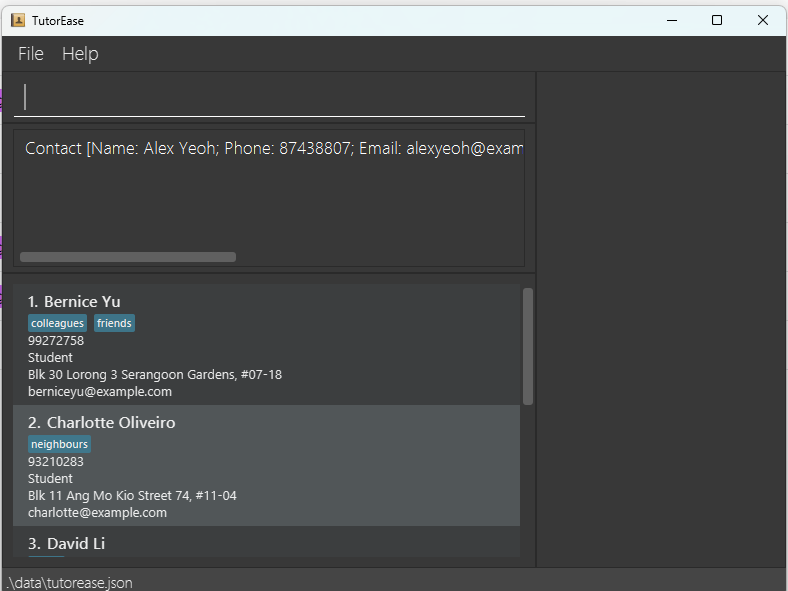 TutorEase
File Help
Contact [Name: Alex Yeoh; Phone: 87438807; Email: alexyeoh@exam
1. Bernice Yu
colleagues friends
99272758
Student
Blk 30 Lorong 3 Serangoon Gardens, #07-18
berniceyu@example.com
2. Charlotte Oliveiro
neighbours
93210283
Student
Blk 11 Ang Mo Kio Street 74, #11-04
charlotte@example.com
3. David Li
.\data\tutorease.json